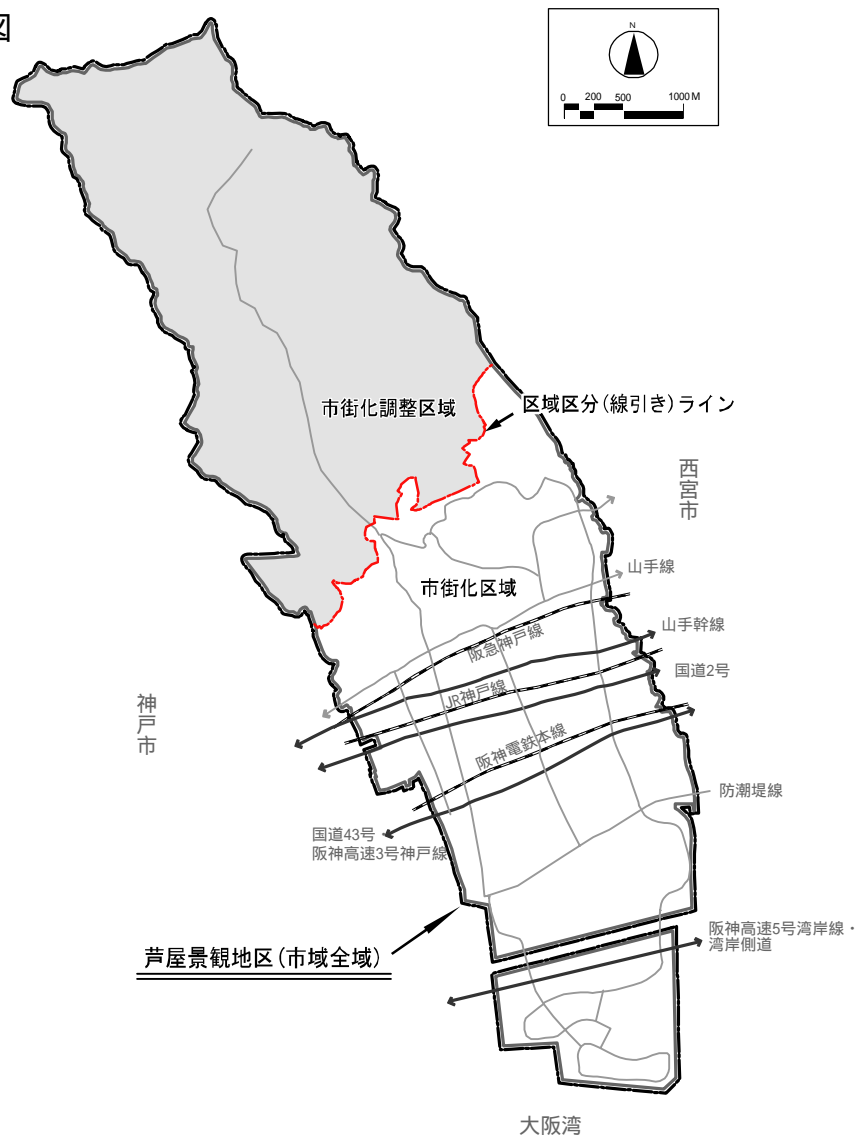 図
N
0 200 500 1000M
市街化調整区域
区域区分(線引き)ライン
西宮市
市街化区域
山手線
阪急神戸線
山手幹線
国道2号
JR神戸線
神戸市
阪神電鉄本線
防潮堤線
国道43号
阪神高速3号神戸線
阪神高速5号湾岸線・
湾岸側道
芦屋景観地区(市域全域)
大阪湾